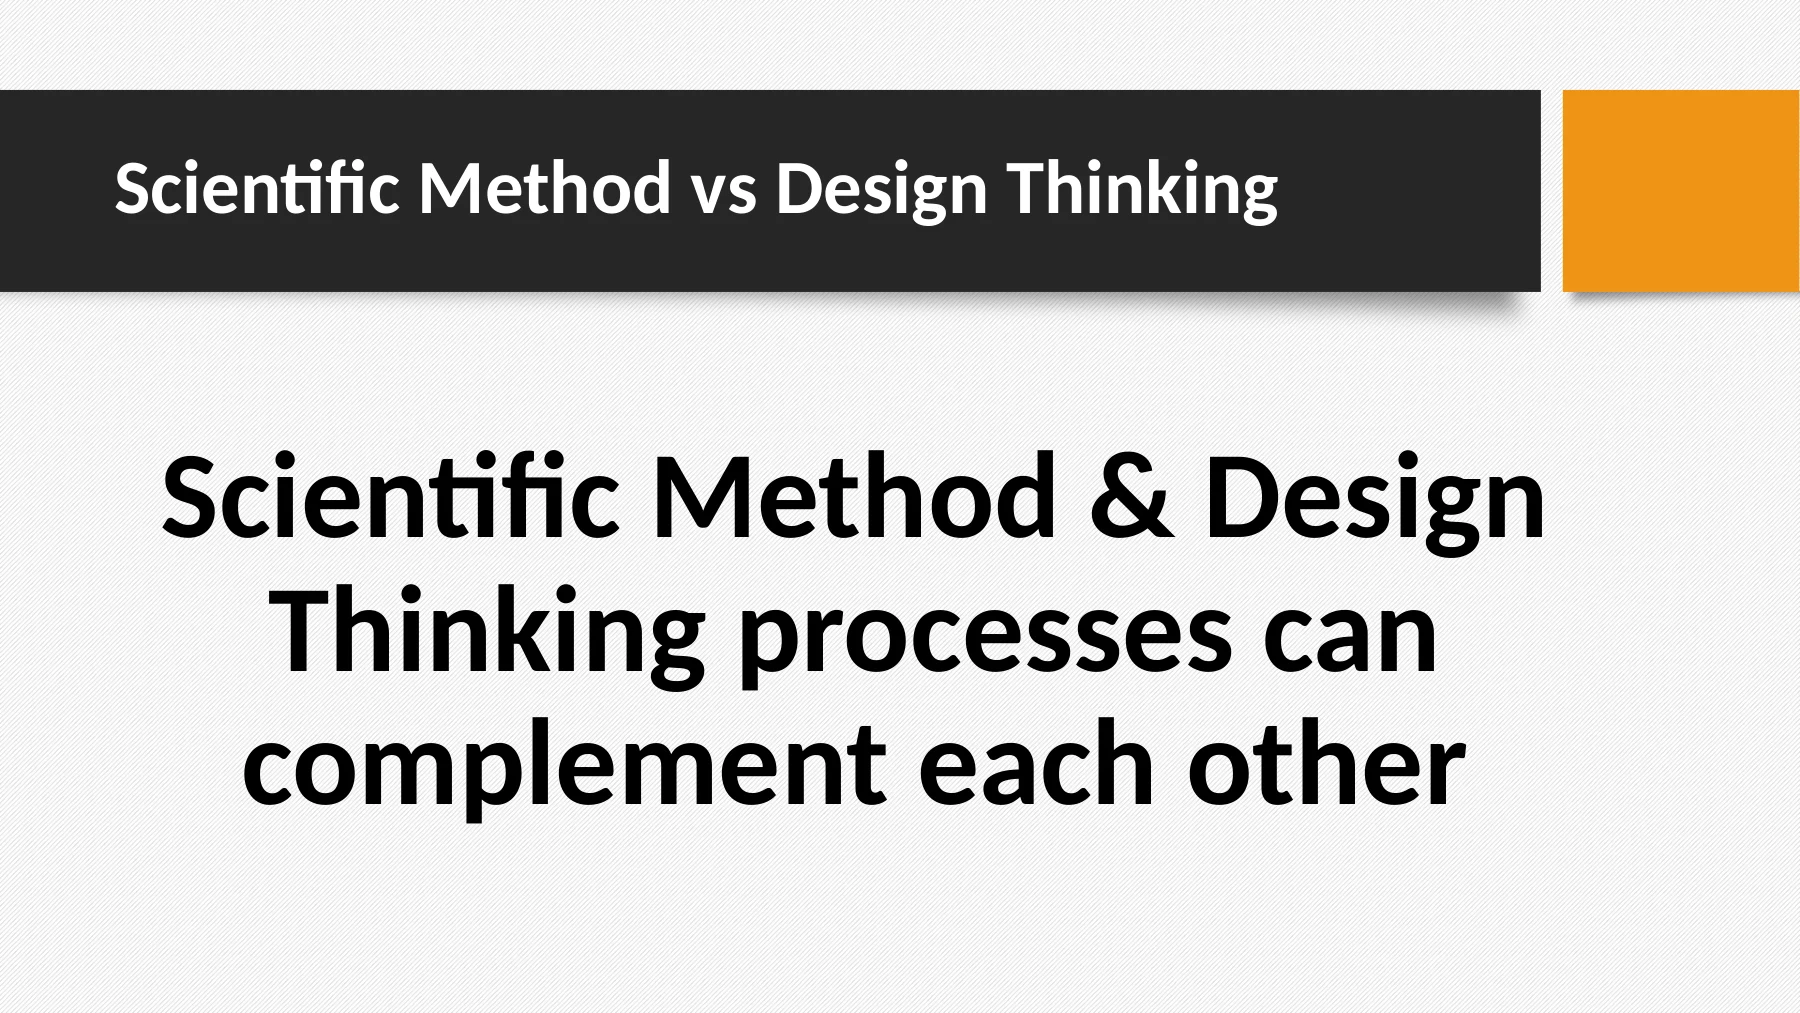 Scientific Method vs Design Thinking
Scientific Method & Design
Thinking processes can
complement each other